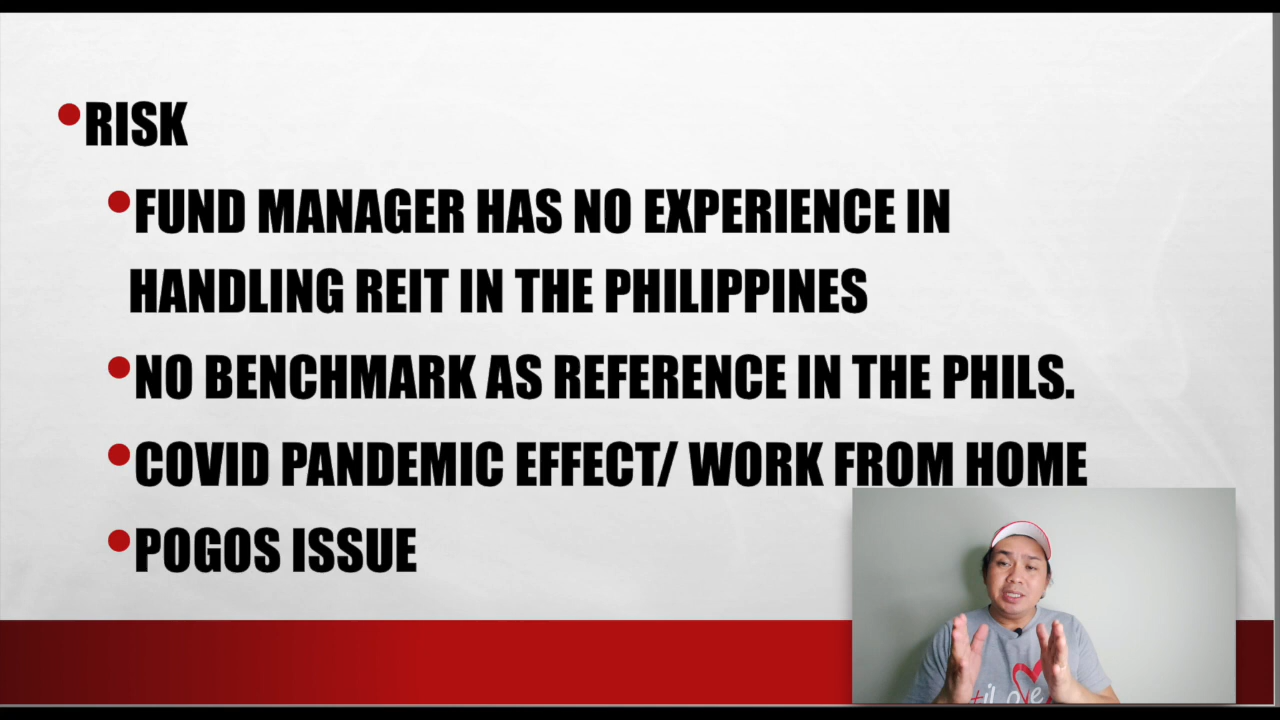 •RISK
•FUND MANAGER HAS NO EXPERIENCE IN
HANDLING REIT IN THE PHILIPPINES
•NO BENCHMARK AS REFERENCE IN THE PHILS.
•COVID PANDEMIC EFFECT/ WORK FROM HOME
•POGOS ISSUE